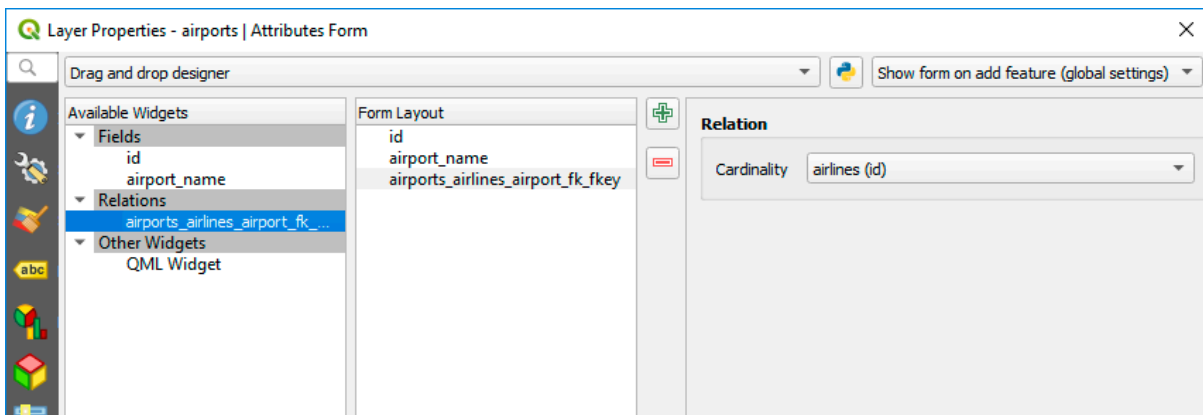 Layer Properties - airports | Attributes Form
Drag and drop designer
Show form on add feature (global settings)
Available Widgets
Fields
id
airport_name
Relations
airports_airlines_airport_fk_...
Other Widgets
QML Widget
Form Layout
id
airport_name
airports_airlines_airport_fk_fkey
Relation
Cardinality airlines (id)
abc